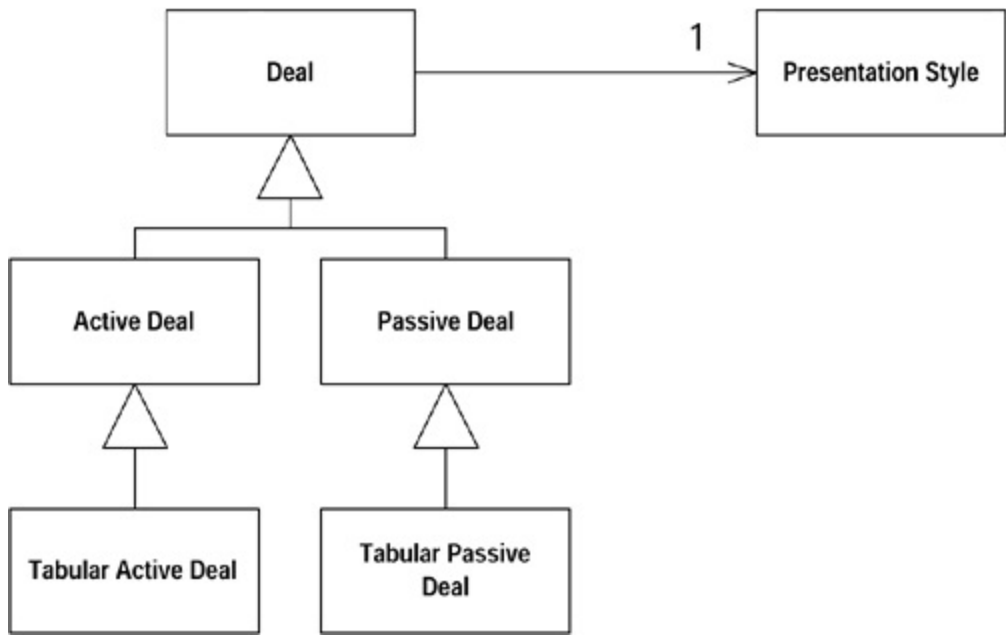 Deal
1
Presentation Style
Active Deal
Passive Deal
Tabular Active Deal
Tabular Passive
Deal